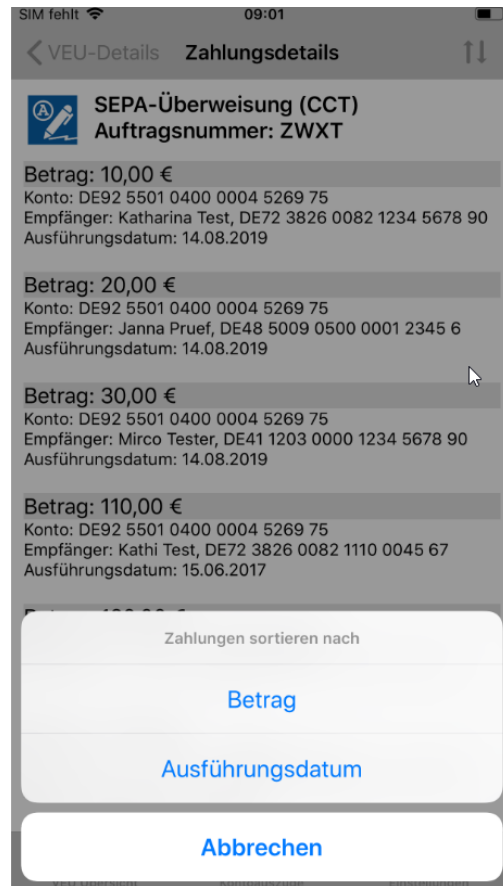 SIM fehlt 09:01
VEU-Details Zahlungsdetails
SEPA-Überweisung (CCT)
Auftragsnummer: ZWXT
Betrag: 10,00 €
Konto: DE92 5501 0400 0004 5269 75
Empfänger: Katharina Test, DE72 3826 0082 1234 5678 90
Ausführungsdatum: 14.08.2019
Betrag: 20,00 €
Konto: DE92 5501 0400 0004 5269 75
Empfänger: Janna Pruef, DE48 5009 0500 0001 2345 6
Ausführungsdatum: 14.08.2019
Betrag: 30,00 €
Konto: DE92 5501 0400 0004 5269 75
Empfänger: Mirco Tester, DE41 1203 0000 1234 5678 90
Ausführungsdatum: 14.08.2019
Betrag: 110,00 €
Konto: DE92 5501 0400 0004 5269 75
Empfänger: Kathi Test, DE72 3826 0082 1110 0045 67
Ausführungsdatum: 15.06.2017
Zahlungen sortieren nach
Betrag
Ausführungsdatum
Abbrechen